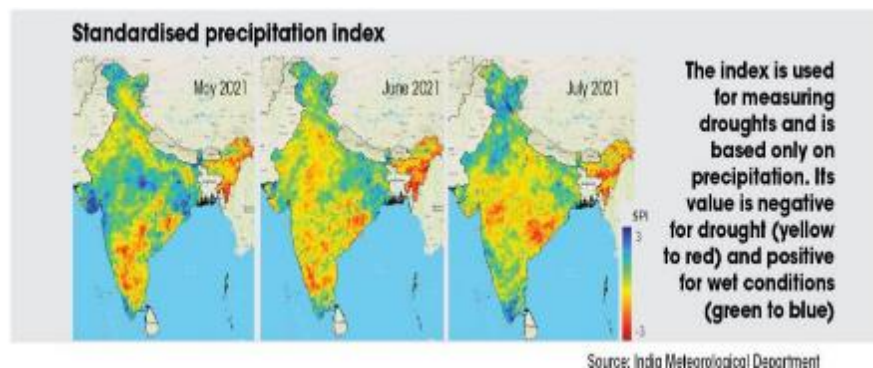 Standardised precipitation index
May 2021
June 2021
July 2021
The index is used
for measuring
droughts and is
based only on
precipitation. Its
value is negative
for drought (yellow
to red) and positive
for wet conditions
(green to blue)
SPI
3
-3
Source: India Meteorological Department